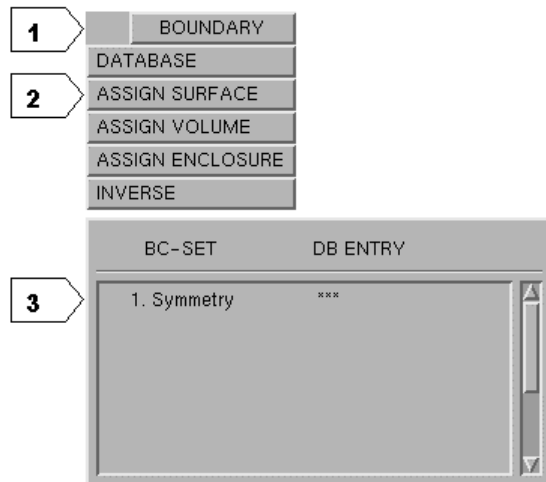 1 BOUNDARY
DATABASE
2 ASSIGN SURFACE
ASSIGN VOLUME
ASSIGN ENCLOSURE
INVERSE
BC-SET DB ENTRY
3 1. Symmetry ***